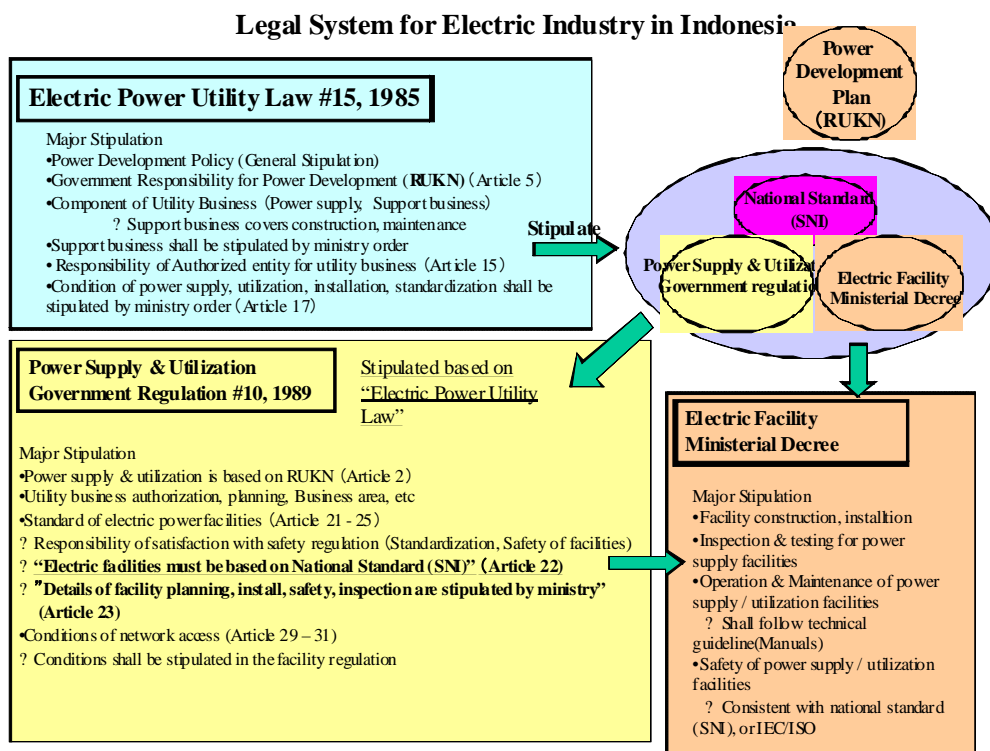 Legal System for Electric Industry in Indonesia
Power
Development
Plan
(RUKN)
Electric Power Utility Law #15, 1985
Major Stipulation
•Power Development Policy (General Stipulation)
•Government Responsibility for Power Development (RUKN) (Article 5)
•Component of Utility Business (Power supply, Support business)
? Support business covers construction, maintenance
•Support business shall be stipulated by ministry order
• Responsibility of Authorized entity for utility business (Article 15)
•Condition of power supply, utilization, installation, standardization shall be
stipulated by ministry order (Article 17)
Stipulate
National Standard
(SNI)
Power Supply & Utiliza
Government regulatio
Electric Facility
Ministerial Decree
Power Supply & Utilization
Government Regulation #10, 1989
Stipulated based on
“Electric Power Utility
Law”
Major Stipulation
•Power supply & utilization is based on RUKN (Article 2)
•Utility business authorization, planning, Business area, etc
•Standard of electric power facilities (Article 21 - 25)
? Responsibility of satisfaction with safety regulation (Standardization, Safety of facilities)
? “Electric facilities must be based on National Standard (SNI)” (Article 22)
? ”Details of facility planning, install, safety, inspection are stipulated by ministry”
(Article 23)
•Conditions of network access (Article 29 – 31)
? Conditions shall be stipulated in the facility regulation
Electric Facility
Ministerial Decree
Major Stipulation
•Facility construction, installtion
•Inspection & testing for power
supply facilities
•Operation & Maintenance of power
supply / utilization facilities
? Shall follow technical
guideline(Manuals)
•Safety of power supply / utilization
facilities
? Consistent with national standard
(SNI), or IEC/ISO